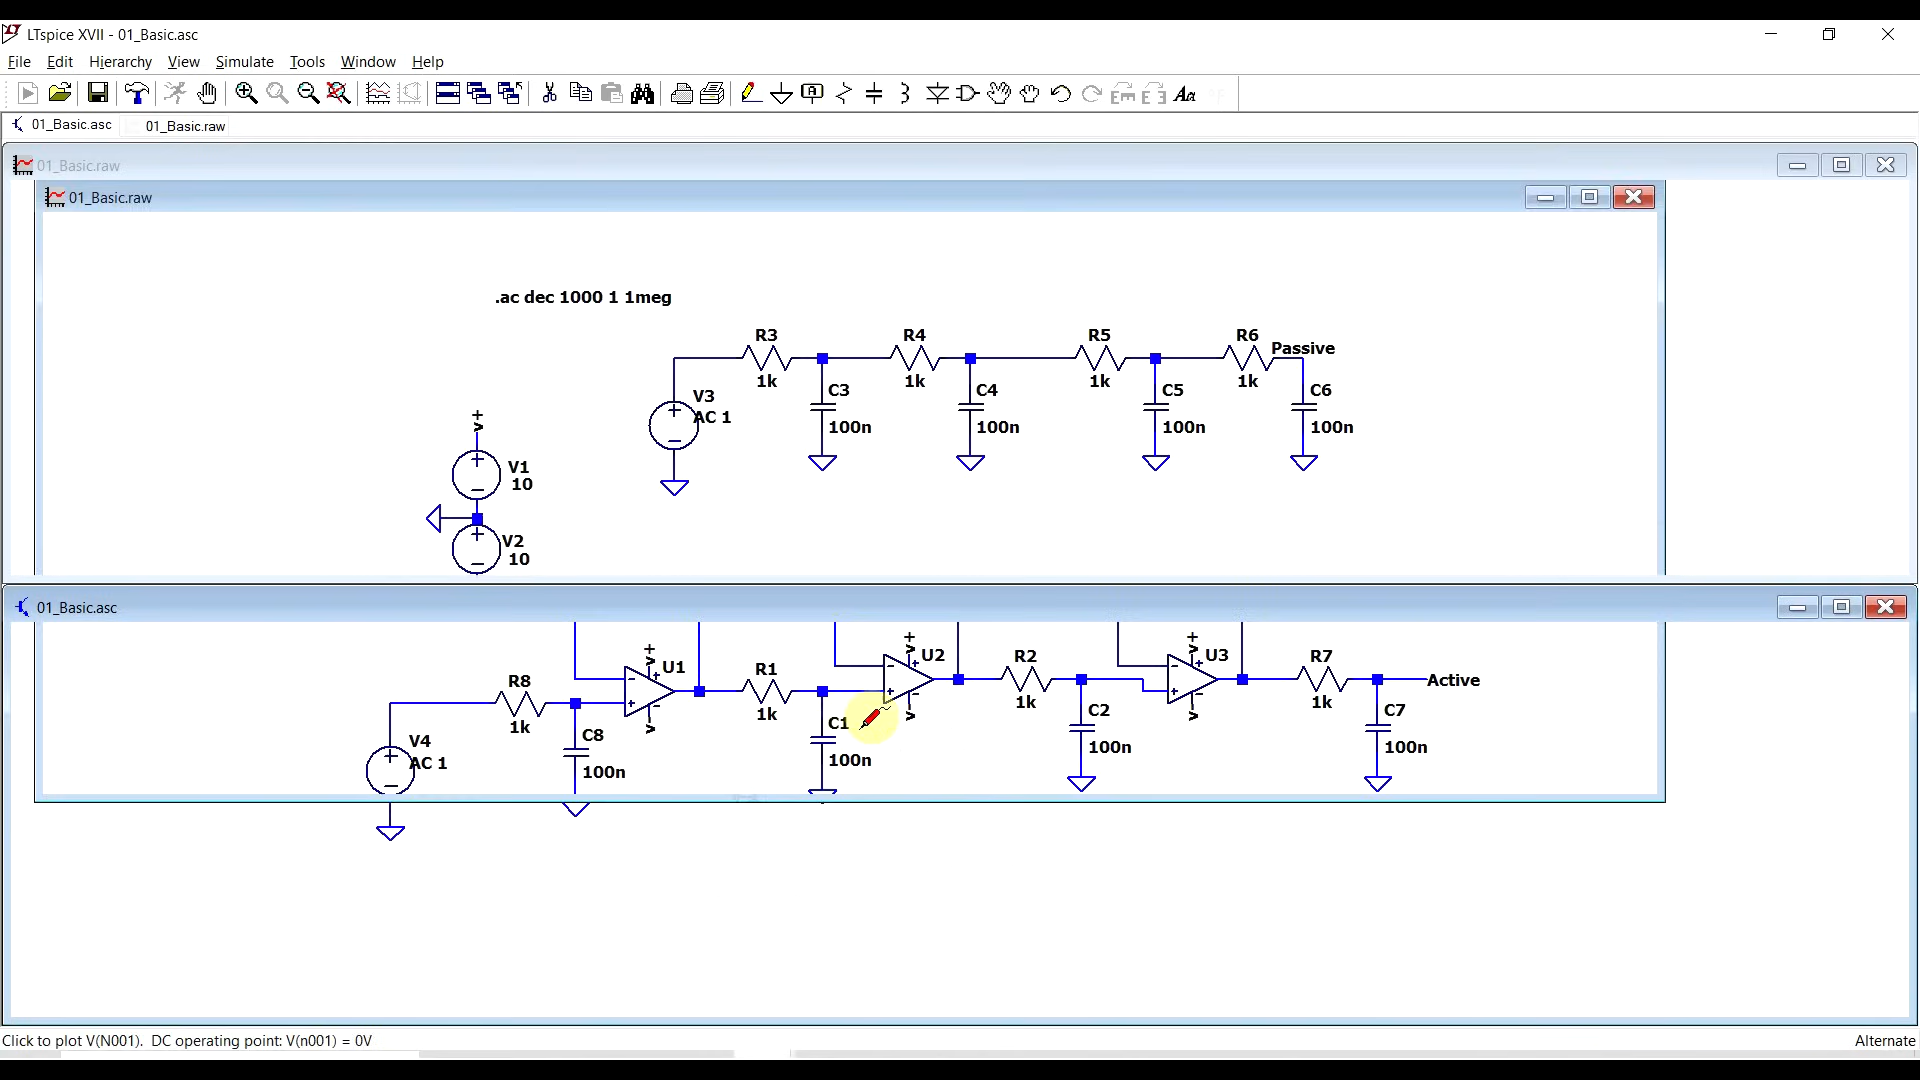 LTspice XVII - 01_Basic.asc
File Edit Hierarchy View Simulate Tools Window Help
01_Basic.asc 01_Basic.raw
01_Basic.raw
01_Basic.raw
.ac dec 1000 1 1meg
R3 R4 R5 R6 Passive
1k 1k 1k 1k
V3 C3 C4 C5 C6
AC 1
100n 100n 100n 100n
V1
10
V2
10
01_Basic.asc
R8 U1 R1 U2 R2 U3 R7 Active
1k 1k 1k 1k
V4 C8 C1 C2 C7
AC 1
100n 100n 100n 100n
Click to plot V(N001). DC operating point: V(n001) = 0V
Alternate